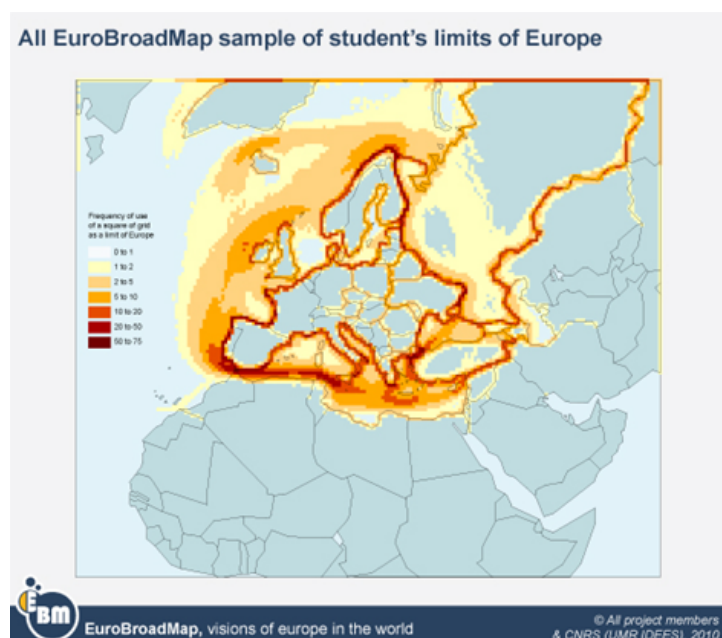 All EuroBroadMap sample of student's limits of Europe
Frequency of use
of a square of grid
as a limit of Europe
0 to 1
1 to 2
2 to 5
5 to 10
10 to 20
20 to 50
50 to 75
EBM
EuroBroadMap, visions of europe in the world
© All project members
& CNRS (UMR IDEES), 2010